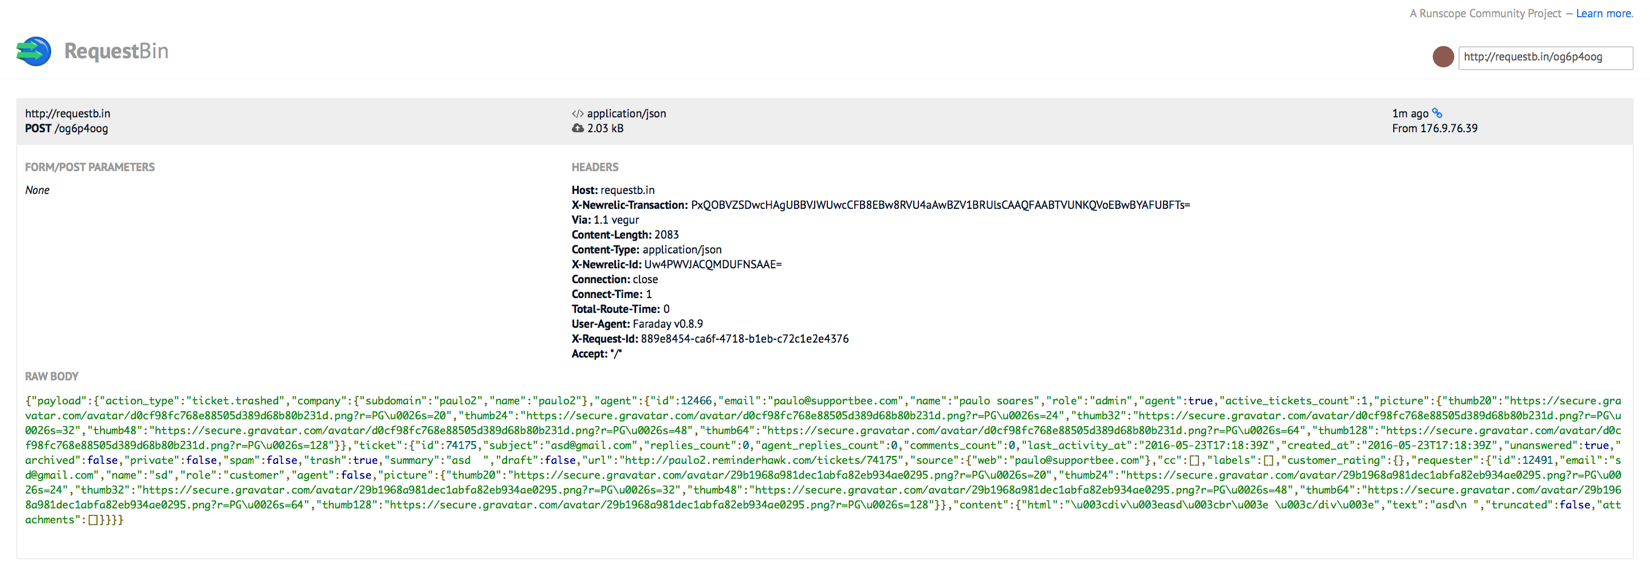 A Runscope Community Project — Learn more.
RequestBin
http://requestb.in/og6p4oog
http://requestb.in
POST /og6p4oog
</> application/json
2.03 kB
1m ago
From 176.9.76.39
FORM/POST PARAMETERS
None
HEADERS
Host: requestb.in
X-Newrelic-Transaction: PxQOBVZSDwcHAgUBBVJWUwcCFB8EBw8RVU4aAwBZV1BRUlsCAAQFAABTVUNKQVoEBwBYAFUBFTs=
Via: 1.1 vegur
Content-Length: 2083
Content-Type: application/json
X-Newrelic-Id: Uw4PWVJACQMDUFNSAAE=
Connection: close
Connect-Time: 1
Total-Route-Time: 0
User-Agent: Faraday v0.8.9
X-Request-Id: 889e8454-ca6f-4718-b1eb-c72c1e2e4376
Accept: */*
RAW BODY
{"payload":{"action_type":"ticket.trashed","company":{"subdomain":"paulo2","name":"paulo2"},"agent":{"id":12466,"email":"paulo@supportbee.com","name":"paulo soares","role":"admin","agent":true,"active_tickets_count":1,"picture":{"thumb20":"https://secure.gra
vatar.com/avatar/d0cf98fc768e88505d389d68b80b231d.png?r=PG\u0026s=20","thumb24":"https://secure.gravatar.com/avatar/d0cf98fc768e88505d389d68b80b231d.png?r=PG\u0026s=24","thumb32":"https://secure.gravatar.com/avatar/d0cf98fc768e88505d389d68b80b231d.png?r=PG\
u0026s=32","thumb48":"https://secure.gravatar.com/avatar/d0cf98fc768e88505d389d68b80b231d.png?r=PG\u0026s=48","thumb64":"https://secure.gravatar.com/avatar/d0cf98fc768e88505d389d68b80b231d.png?r=PG\u0026s=64","thumb128":"https://secure.gravatar.com/avatar/d0c
f98fc768e88505d389d68b80b231d.png?r=PG\u0026s=128"}},"ticket":{"id":74175,"subject":"asd@gmail.com","replies_count":0,"agent_replies_count":0,"comments_count":0,"last_activity_at":"2016-05-23T17:18:39Z","created_at":"2016-05-23T17:18:39Z","unanswered":true,"
archived":false,"private":false,"spam":false,"trash":true,"summary":"asd  ","draft":false,"url":"http://paulo2.reminderhawk.com/tickets/74175","source":{"web":"paulo@supportbee.com"},"cc":[],"labels":[],"customer_rating":{},"requester":{"id":12491,"email":"s
d@gmail.com","name":"sd","role":"customer","agent":false,"picture":{"thumb20":"https://secure.gravatar.com/avatar/29b1968a981dec1abfa82eb934ae0295.png?r=PG\u0026s=20","thumb24":"https://secure.gravatar.com/avatar/29b1968a981dec1abfa82eb934ae0295.png?r=PG\u00
26s=24","thumb32":"https://secure.gravatar.com/avatar/29b1968a981dec1abfa82eb934ae0295.png?r=PG\u0026s=32","thumb48":"https://secure.gravatar.com/avatar/29b1968a981dec1abfa82eb934ae0295.png?r=PG\u0026s=48","thumb64":"https://secure.gravatar.com/avatar/29b196
8a981dec1abfa82eb934ae0295.png?r=PG\u0026s=64","thumb128":"https://secure.gravatar.com/avatar/29b1968a981dec1abfa82eb934ae0295.png?r=PG\u0026s=128"}},"content":{"html":"\u003cdiv\u003easd\u003cbr\u003e \u003c/div\u003e","text":"asd\n ","truncated":false,"att
achments":[]}}}}